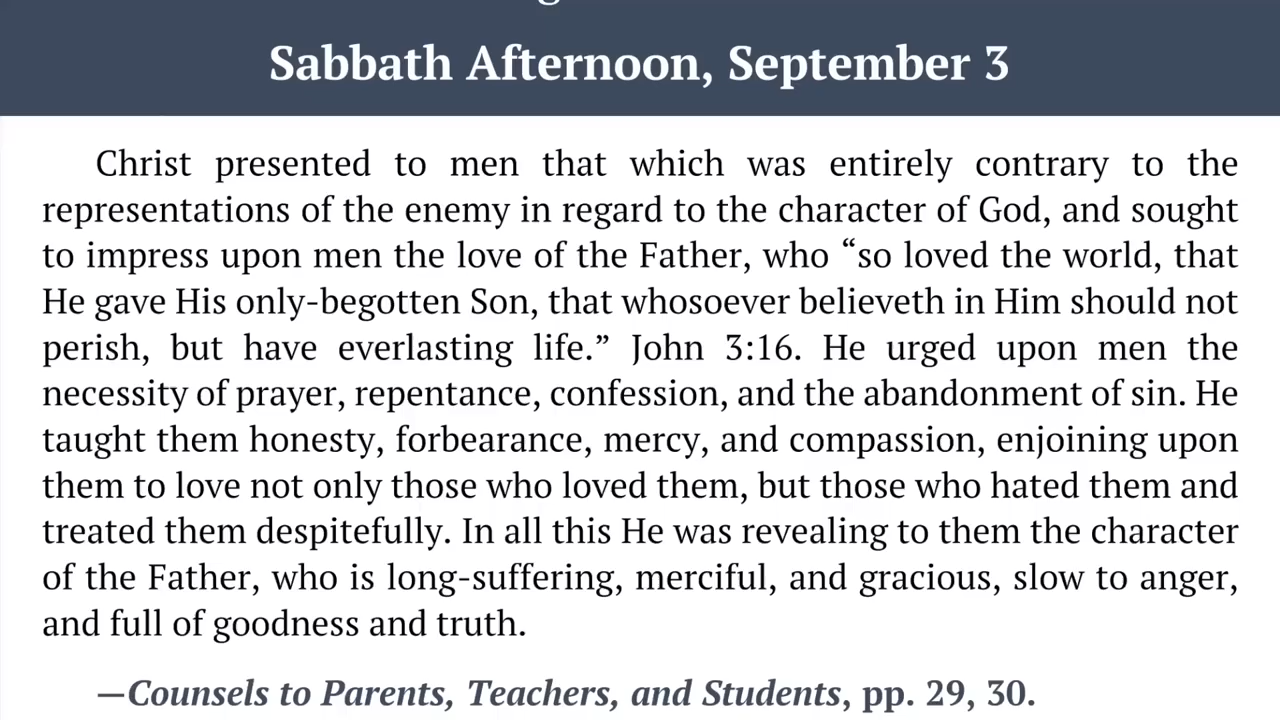 Sabbath Afternoon, September 3
Christ presented to men that which was entirely contrary to the
representations of the enemy in regard to the character of God, and sought
to impress upon men the love of the Father, who “so loved the world, that
He gave His only-begotten Son, that whosoever believeth in Him should not
perish, but have everlasting life.” John 3:16. He urged upon men the
necessity of prayer, repentance, confession, and the abandonment of sin. He
taught them honesty, forbearance, mercy, and compassion, enjoining upon
them to love not only those who loved them, but those who hated them and
treated them despitefully. In all this He was revealing to them the character
of the Father, who is long-suffering, merciful, and gracious, slow to anger,
and full of goodness and truth.
—Counsels to Parents, Teachers, and Students, pp. 29, 30.